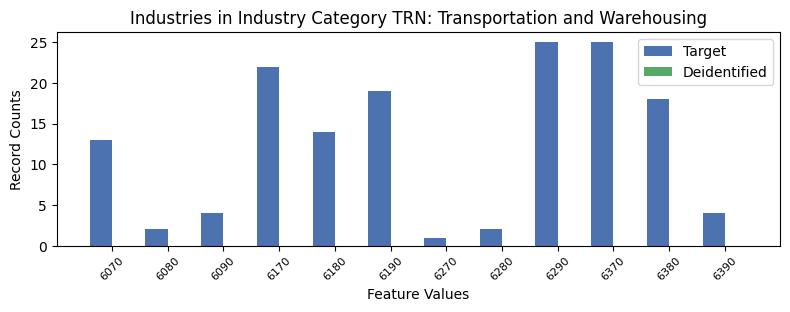 Industries in Industry Category TRN: Transportation and Warehousing
Target
Deidentified
Record Counts
25
20
15
10
5
0
6070 6080 6090 6170 6180 6190 6270 6280 6290 6370 6380 6390
Feature Values